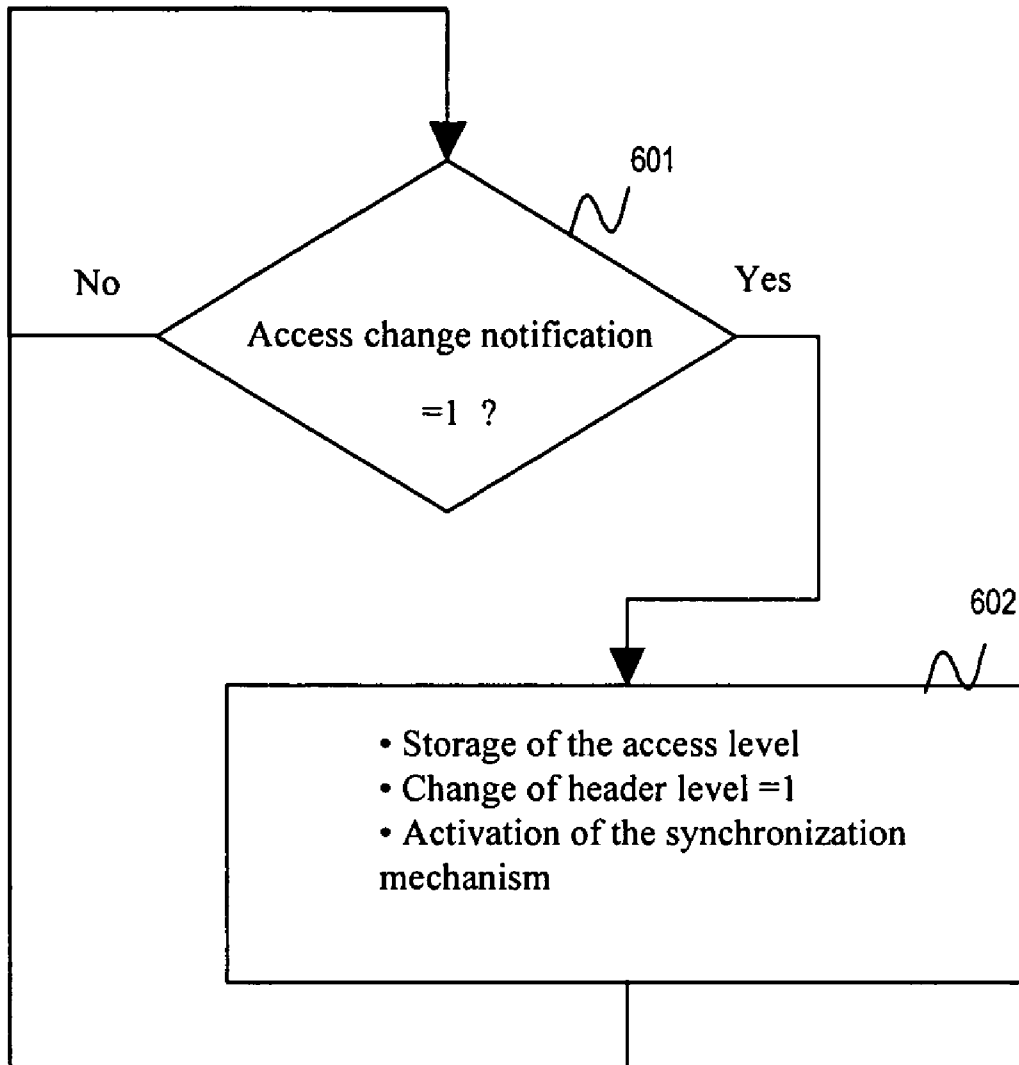 601
No
Yes
Access change notification
=1 ?
602
• Storage of the access level
• Change of header level =1
• Activation of the synchronization
mechanism